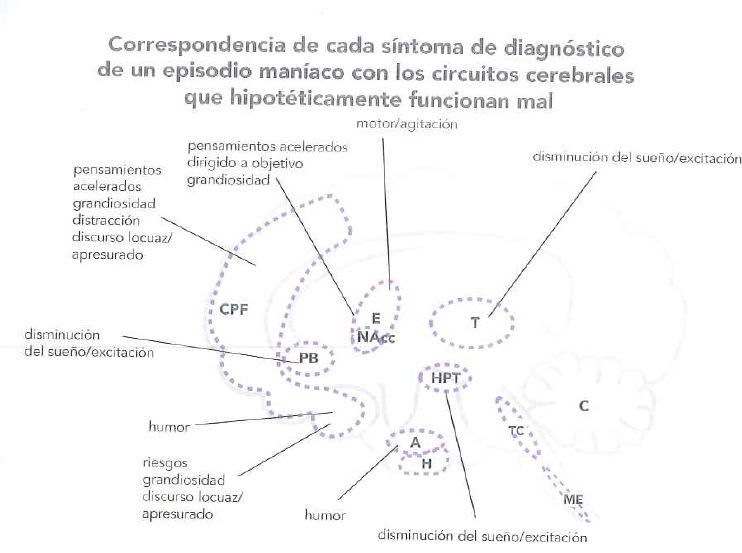 Correspondencia de cada síntoma de diagnóstico
de un episodio maníaco con los circuitos cerebrales
que hipotéticamente funcionan mal
motor/agitación
pensamientos acelerados
dirigido a objetivo
grandiosidad
disminución del sueño/excitación
pensamientos
acelerados
grandiosidad
distracción
discurso locuaz/
apresurado
CPF
E
NAcc
T
disminución
del sueño/excitación
PB
HPT
C
humor
A
H
TC
riesgos
grandiosidad
discurso locuaz/
apresurado
humor
ME
disminución del sueño/excitación